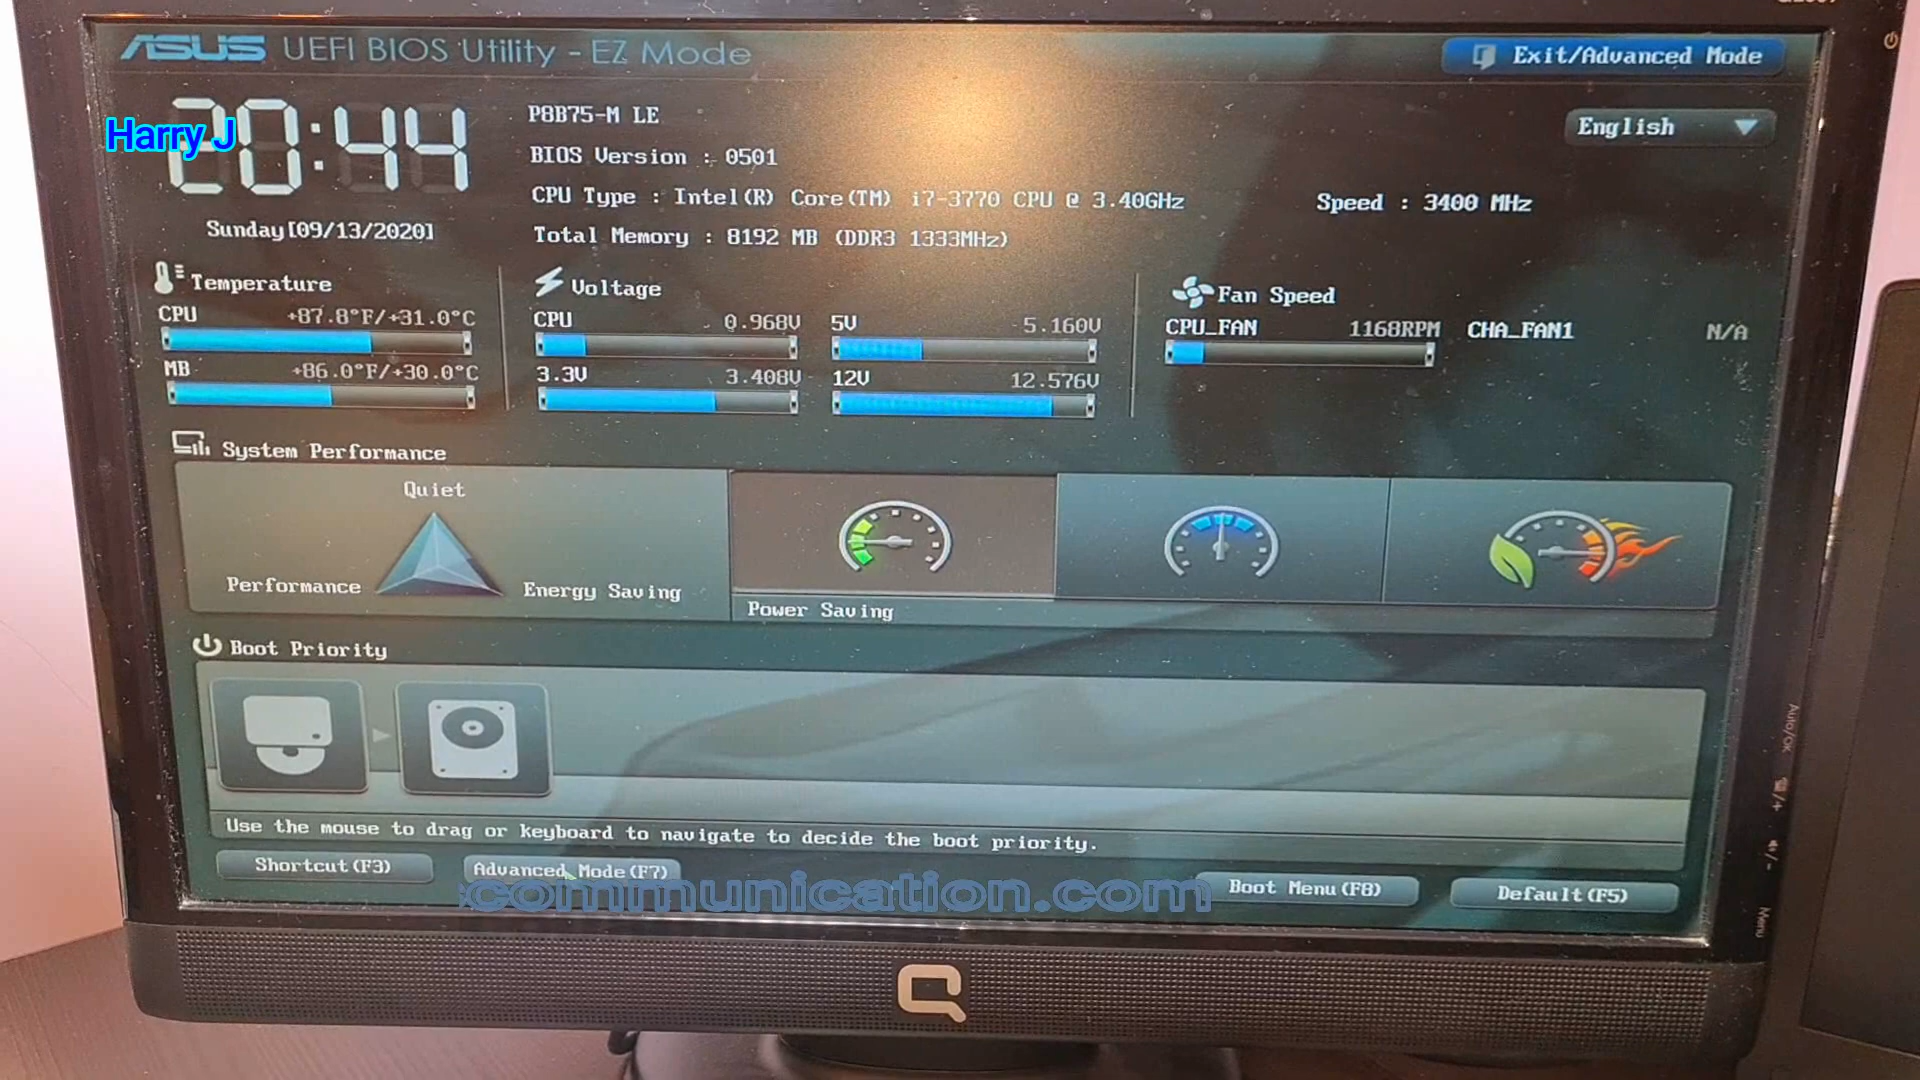 ASUS UEFI BIOS Utility - EZ Mode
Exit/Advanced Mode
Harry J
20:44
Sunday[09/13/2020]
P8B75-M LE
English
BIOS Version : 0501
CPU Type : Intel(R) Core(TM) i7-3770 CPU @ 3.40GHz
Speed : 3400 MHz
Total Memory : 8192 MB (DDR3 1333MHz)
Temperature
CPU +87.8°F/+31.0°C
MB +86.0°F/+30.0°C
Voltage
CPU 0.968V 5V 5.160V
3.3V 3.408V 12V 12.576V
Fan Speed
CPU_FAN 1168RPM CHA_FAN1 N/A
System Performance
Quiet
Performance
Energy Saving
Power Saving
Boot Priority
Use the mouse to drag or keyboard to navigate to decide the boot priority.
Shortcut(F3)
Advanced Mode(F7)
Boot Menu(F8)
Default(F5)
communication.com
Auto/OK
Menu